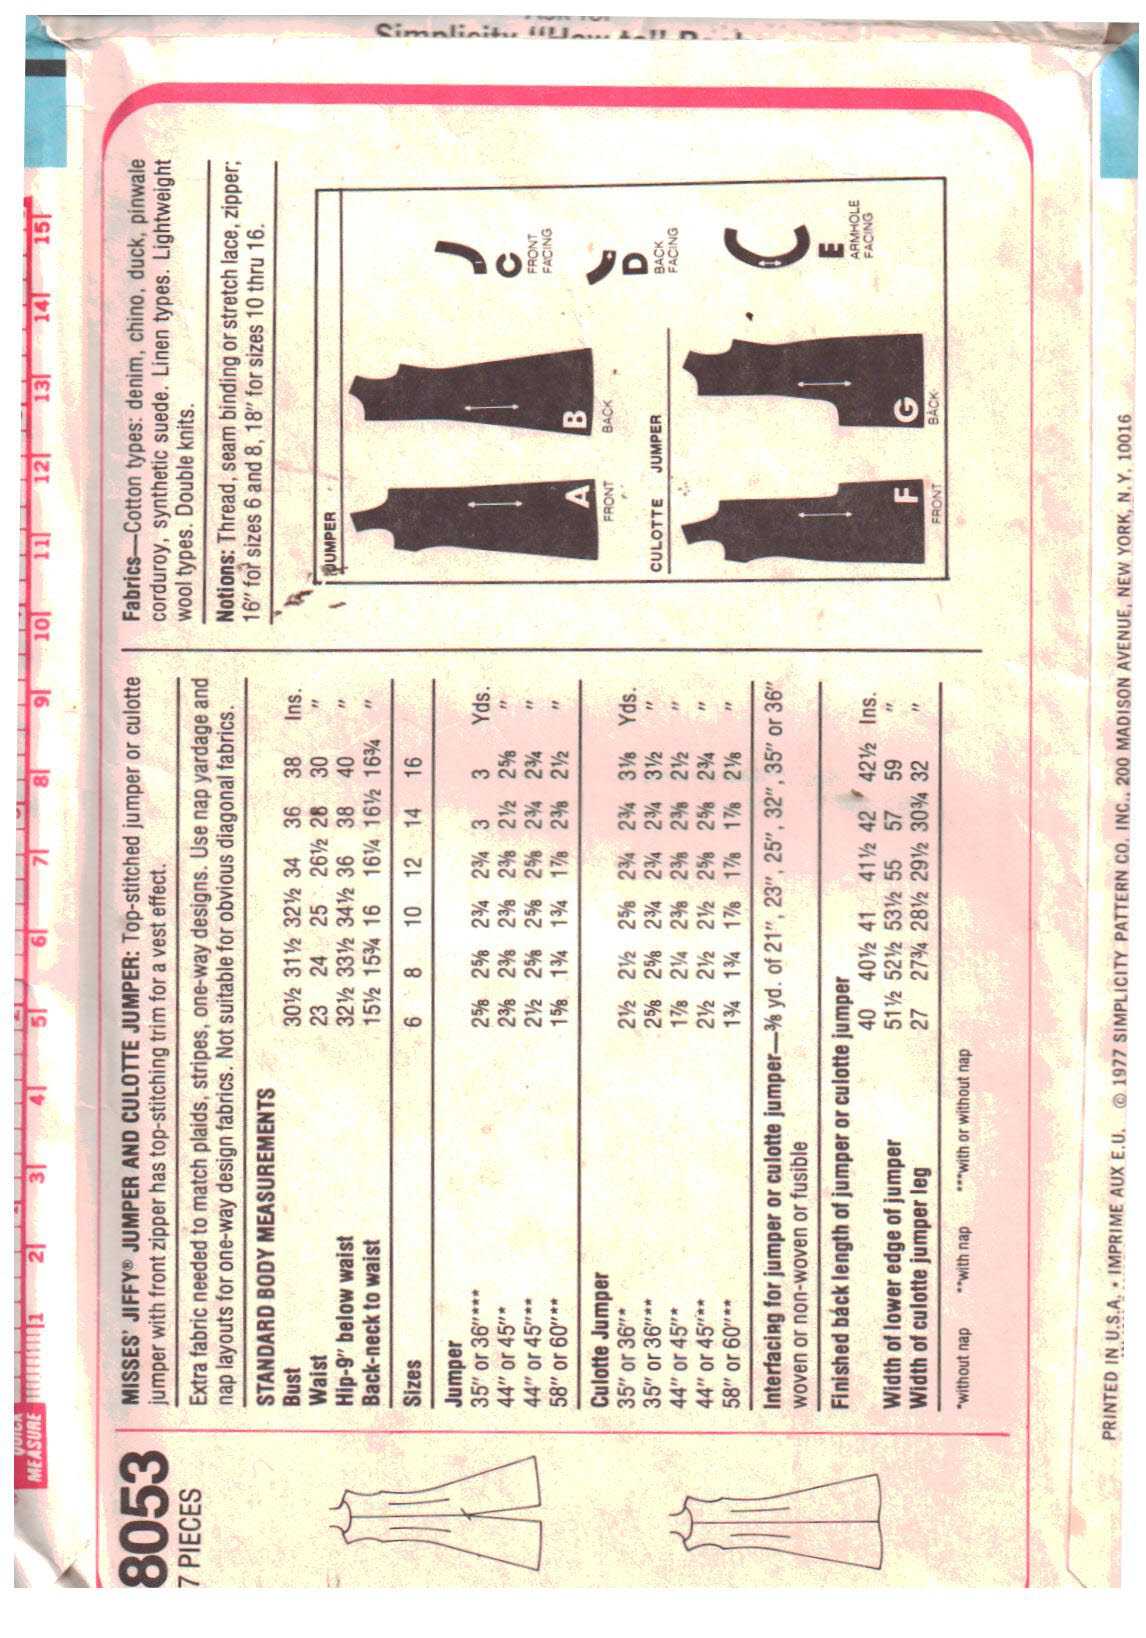 Simplicity "How to"
QUICK
MEASURE
1 2 3 4 5 6 7 8 9 10 11 12 13 14 15
8053
7 PIECES
MISSES' JIFFY® JUMPER AND CULOTTE JUMPER: Top-stitched jumper or culotte
jumper with front zipper has top-stitching trim for a vest effect.
Extra fabric needed to match plaids, stripes, one-way designs. Use nap yardage and
nap layouts for one-way design fabrics. Not suitable for obvious diagonal fabrics.
STANDARD BODY MEASUREMENTS
Bust 30½ 31½ 32½ 34 36 38 Ins.
Waist 23 24 25 26½ 28 30 "
Hip-9" below waist 32½ 33½ 34½ 36 38 40 "
Back-neck to waist 15½ 15¾ 16 16¼ 16½ 16¾ "
Sizes 6 8 10 12 14 16
Jumper
35" or 36"*** 2⅝ 2⅝ 2¾ 2¾ 3 3 Yds.
44" or 45"* 2⅜ 2⅜ 2⅜ 2⅜ 2½ 2⅝ "
44" or 45"** 2½ 2⅝ 2⅝ 2⅝ 2¾ 2¾ "
58" or 60"** 1⅝ 1¾ 1¾ 1⅞ 2⅜ 2½ "
Culotte Jumper
35" or 36"* 2½ 2½ 2⅝ 2¾ 2¾ 3⅛ Yds.
35" or 36"** 2⅝ 2⅝ 2¾ 2¾ 2¾ 3½ "
44" or 45"* 1⅞ 2¼ 2⅜ 2⅜ 2⅜ 2½ "
44" or 45"** 2½ 2½ 2½ 2⅝ 2⅝ 2¾ "
58" or 60"** 1¾ 1¾ 1⅞ 1⅞ 1⅞ 2⅛ "
Interfacing for jumper or culotte jumper—⅜ yd. of 21", 23", 25", 32", 35" or 36"
woven or non-woven or fusible
Finished back length of jumper or culotte jumper
40 40½ 41 41½ 42 42½ Ins.
Width of lower edge of jumper 51½ 52½ 53½ 55 57 59 "
Width of culotte jumper leg 27 27¾ 28½ 29½ 30¾ 32 "
*without nap **with nap ***with or without nap
Fabrics—Cotton types: denim, chino, duck, pinwale
corduroy, synthetic suede. Linen types. Lightweight
wool types. Double knits.
Notions: Thread, seam binding or stretch lace, zipper;
16" for sizes 6 and 8, 18" for sizes 10 thru 16.
JUMPER
A
FRONT
B
BACK
C
FRONT
FACING
D
BACK
FACING
E
ARMHOLE
FACING
CULOTTE JUMPER
F
FRONT
G
BACK
PRINTED IN U.S.A. • IMPRIME AUX E.U. © 1977 SIMPLICITY PATTERN CO. INC., 200 MADISON AVENUE, NEW YORK, N.Y. 10016